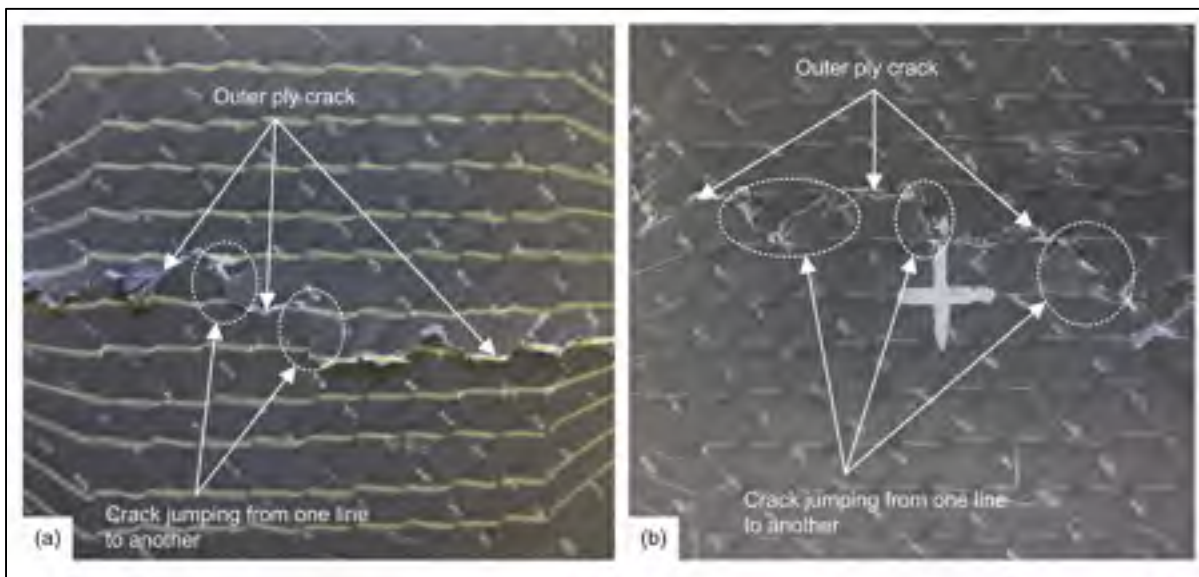 Outer ply crack
Crack jumping from one line
to another
(a)
Outer ply crack
Crack jumping from one line
to another
(b)